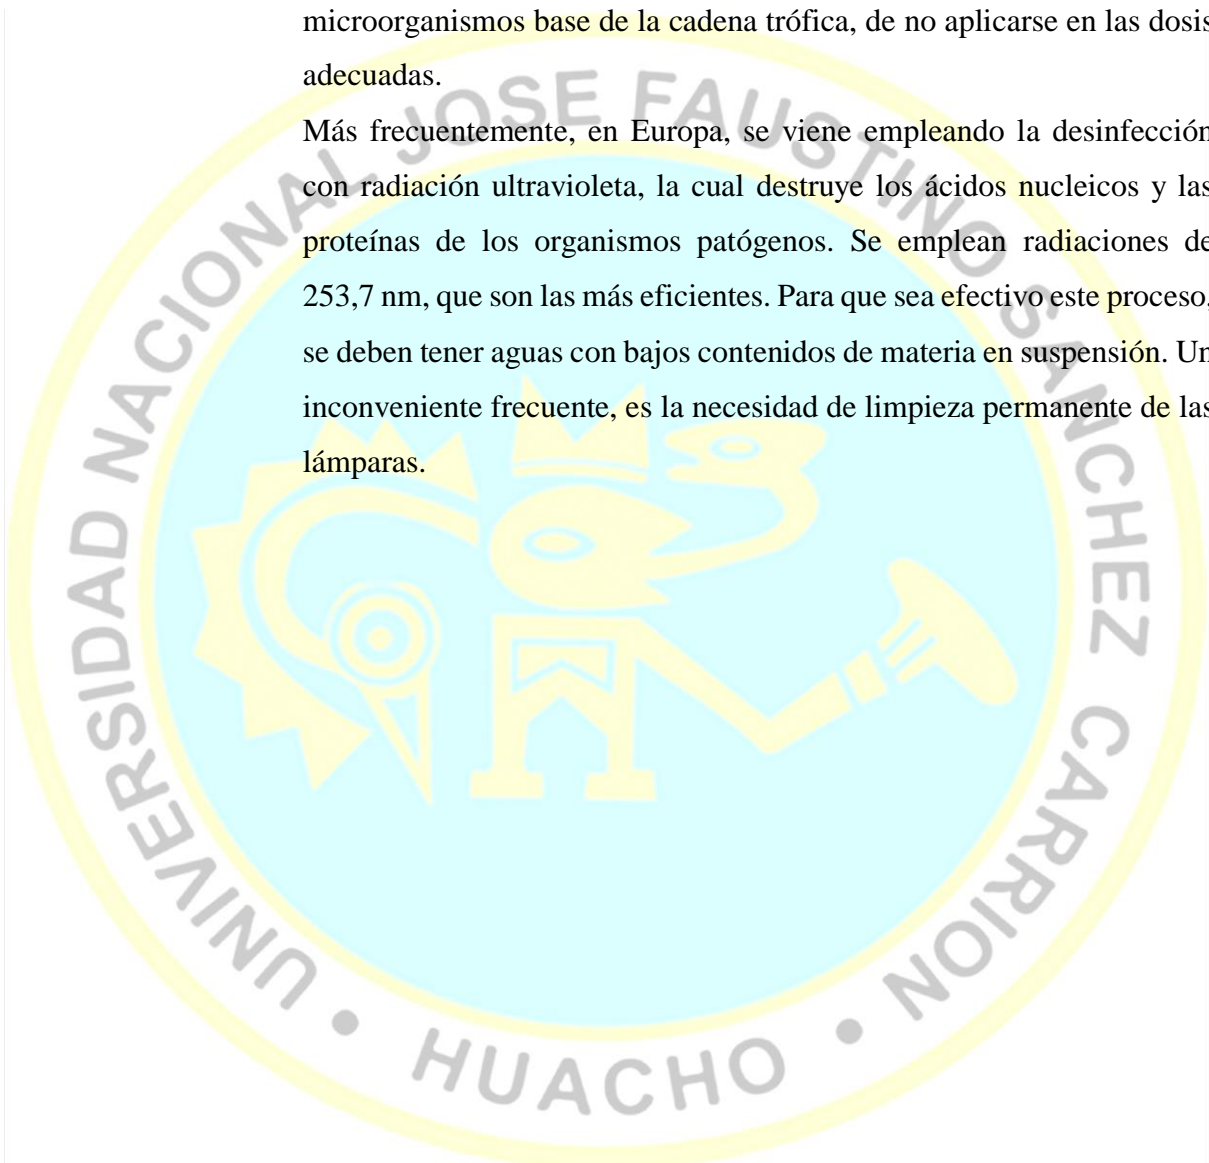 microorganismos base de la cadena trófica, de no aplicarse en las dosis
adecuadas.
Más frecuentemente, en Europa, se viene empleando la desinfección
con radiación ultravioleta, la cual destruye los ácidos nucleicos y las
proteínas de los organismos patógenos. Se emplean radiaciones de
253,7 nm, que son las más eficientes. Para que sea efectivo este proceso,
se deben tener aguas con bajos contenidos de materia en suspensión. Un
inconveniente frecuente, es la necesidad de limpieza permanente de las
lámparas.
UNIVERSIDAD NACIONAL JOSE FAUSTINO SANCHEZ CARRION
• HUACHO •